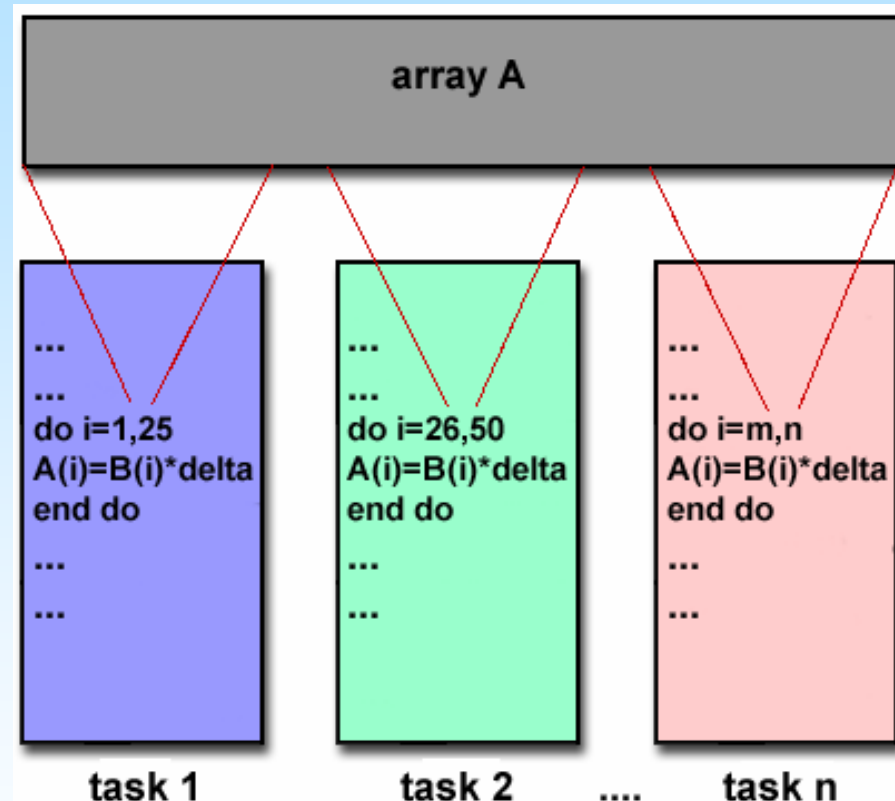 array A
...
...
do i=1,25
A(i)=B(i)*delta
end do
...
...
task 1
...
...
do i=26,50
A(i)=B(i)*delta
end do
...
...
task 2
....
...
...
do i=m,n
A(i)=B(i)*delta
end do
...
...
task n